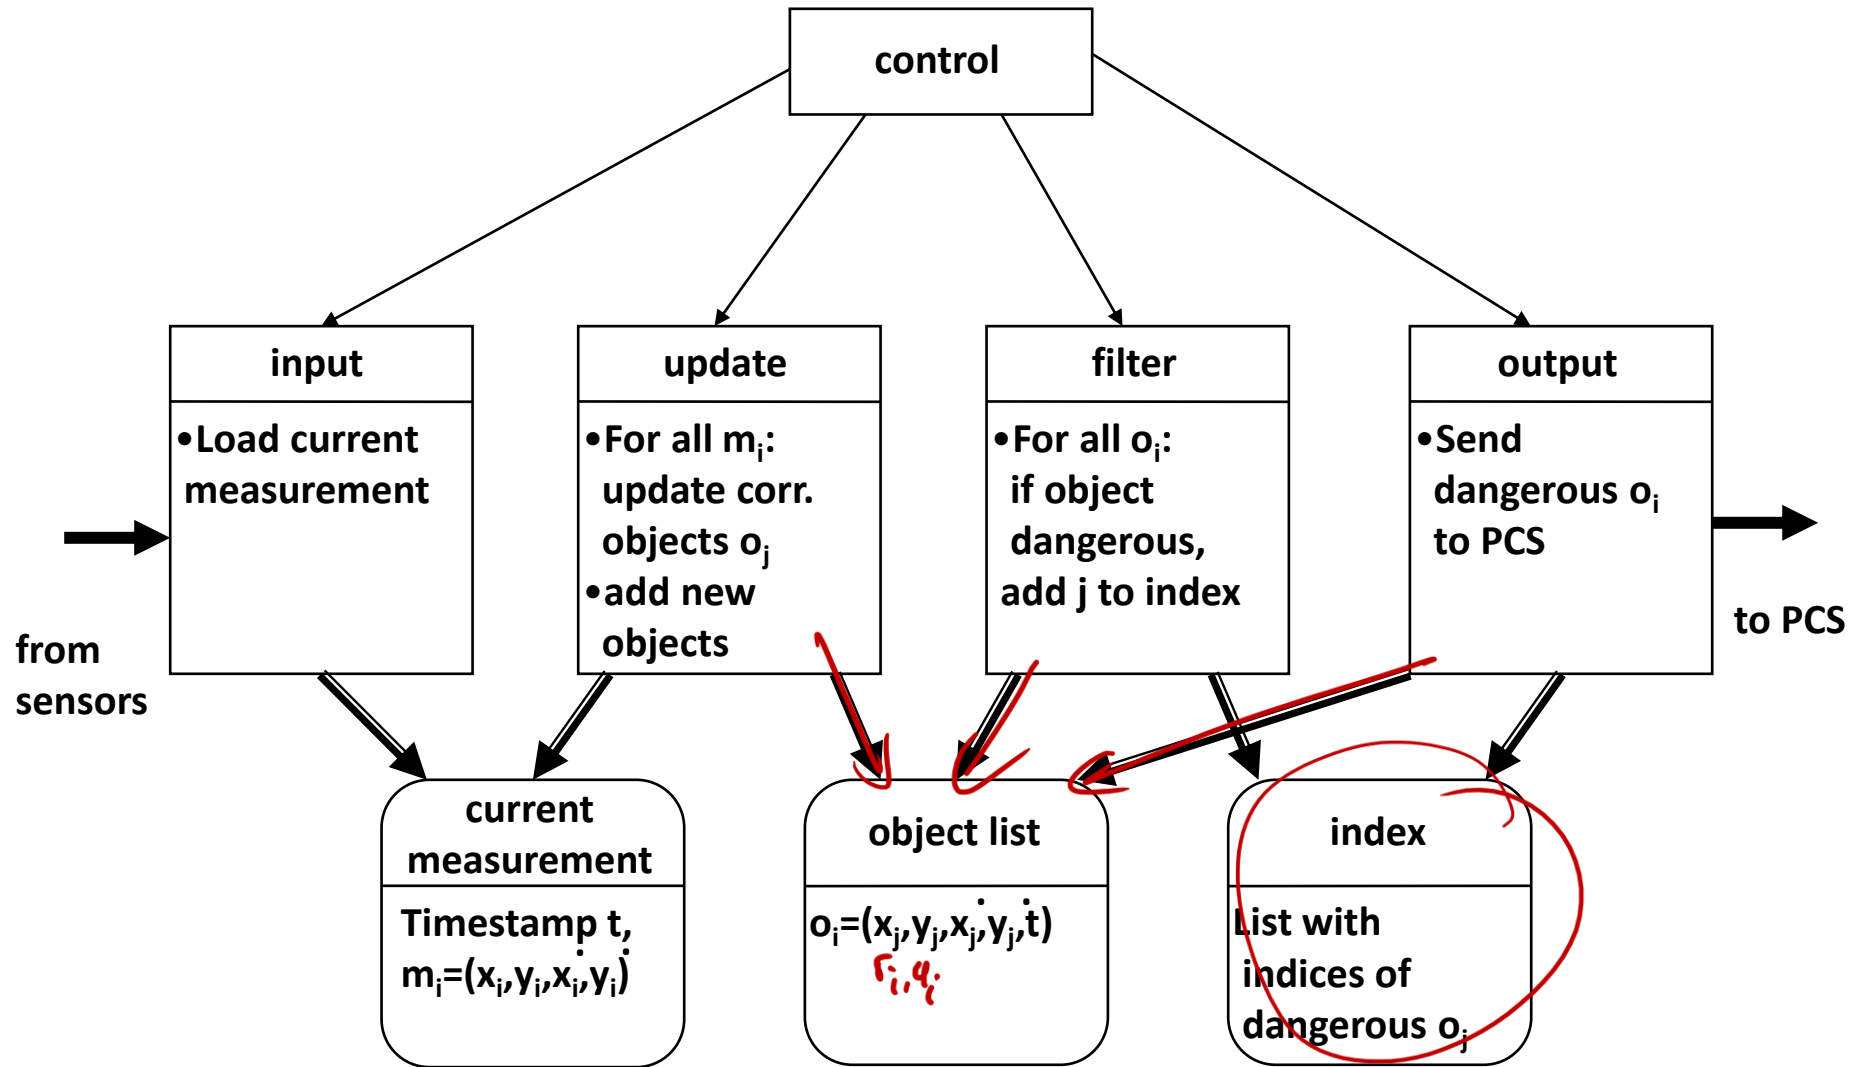 control
input
•Load current
measurement
update
•For all mᵢ:
update corr.
objects oⱼ
•add new
objects
filter
•For all oᵢ:
if object
dangerous,
add j to index
output
•Send
dangerous oᵢ
to PCS
from
sensors
to PCS
current
measurement
Timestamp t,
mᵢ=(xᵢ,yᵢ,ẋᵢ,ẏᵢ)
object list
oᵢ=(xⱼ,yⱼ,ẋⱼ,ẏⱼ,t)
index
List with
indices of
dangerous oⱼ